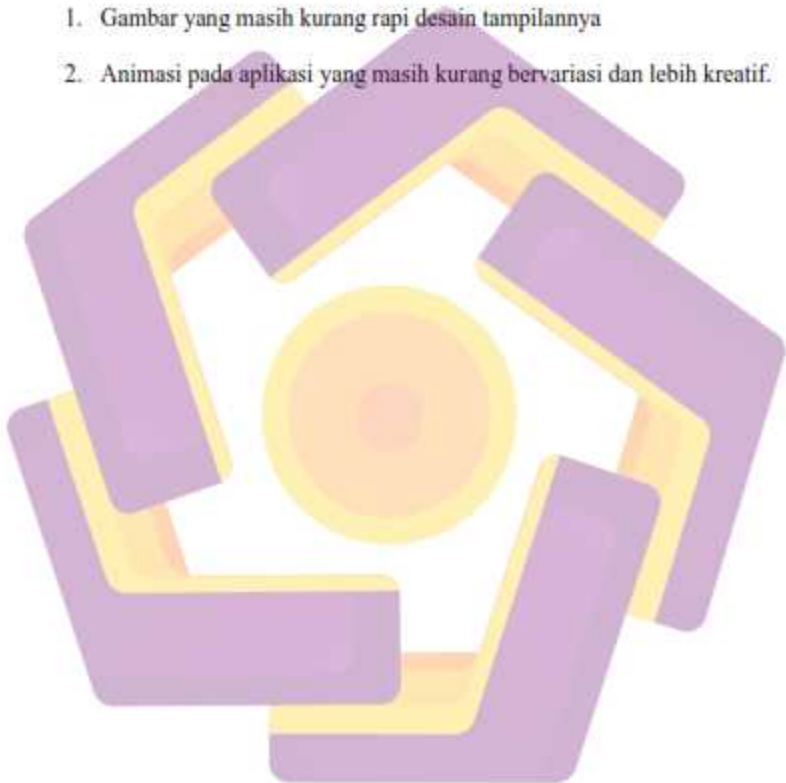 1. Gambar yang masih kurang rapi desain tampilannya
2. Animasi pada aplikasi yang masih kurang bervariasi dan lebih kreatif.